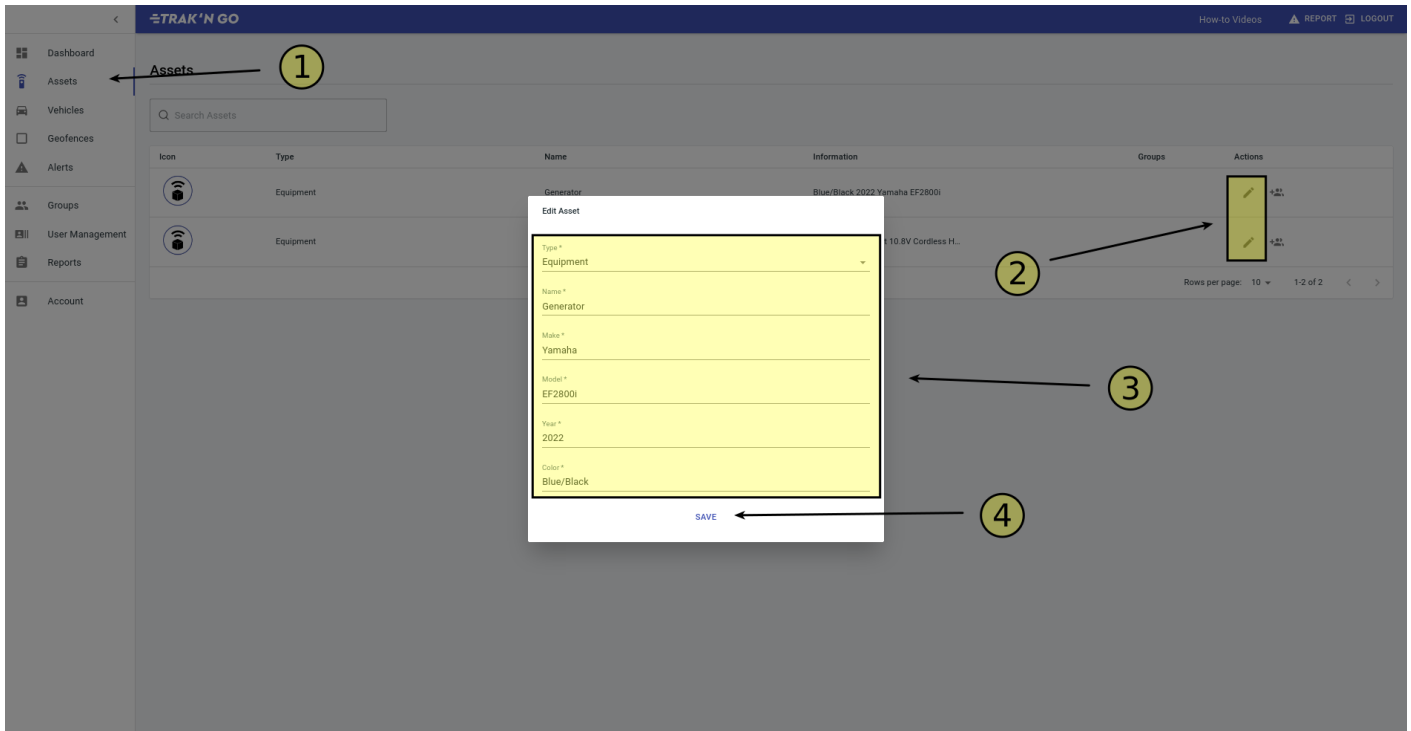 TRAK'N GO
How-to Videos REPORT LOGOUT
Dashboard
Assets
Vehicles
Geofences
Alerts
Groups
User Management
Reports
Account
Assets
1
Search Assets
Icon Type Name Information Groups Actions
Equipment Generator Blue/Black 2022 Yamaha EF2800i
Equipment t 10.8V Cordless H...
2
Rows per page: 10 1-2 of 2
Edit Asset
Type *
Equipment
Name *
Generator
Make *
Yamaha
Model *
EF2800i
Year *
2022
Color *
Blue/Black
3
SAVE
4